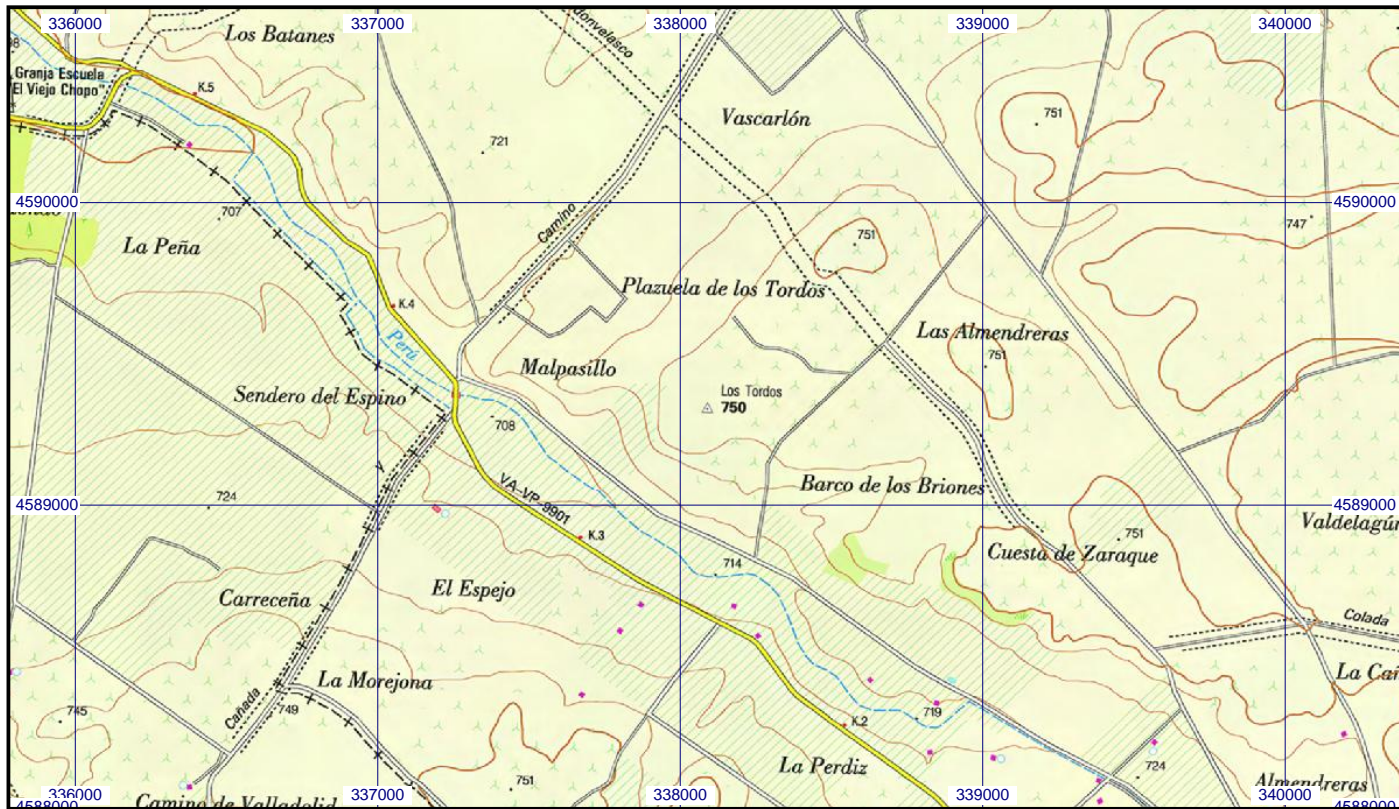 336000
337000
338000
339000
340000
Los Batanes
Granja Escuela
"El Viejo Chopo"
K.5
Vascarlón
751
721
4590000
4590000
707
La Peña
Camino
751
747
Plazuela de los Tordos
K.4
Perú
Las Almendreras
751
Malpasillo
Sendero del Espino
Los Tordos
750
708
Barco de los Briones
VA-VP-9901
4589000
4589000
724
Cuesta de Zaraque
751
K.3
714
El Espejo
Carreceña
Colada
La Morejona
745
Cañada
749
719
K.2
La Perdiz
724
751
Almendreras
Camino de Valladolid
4588000
4588000
336000
337000
338000
339000
340000